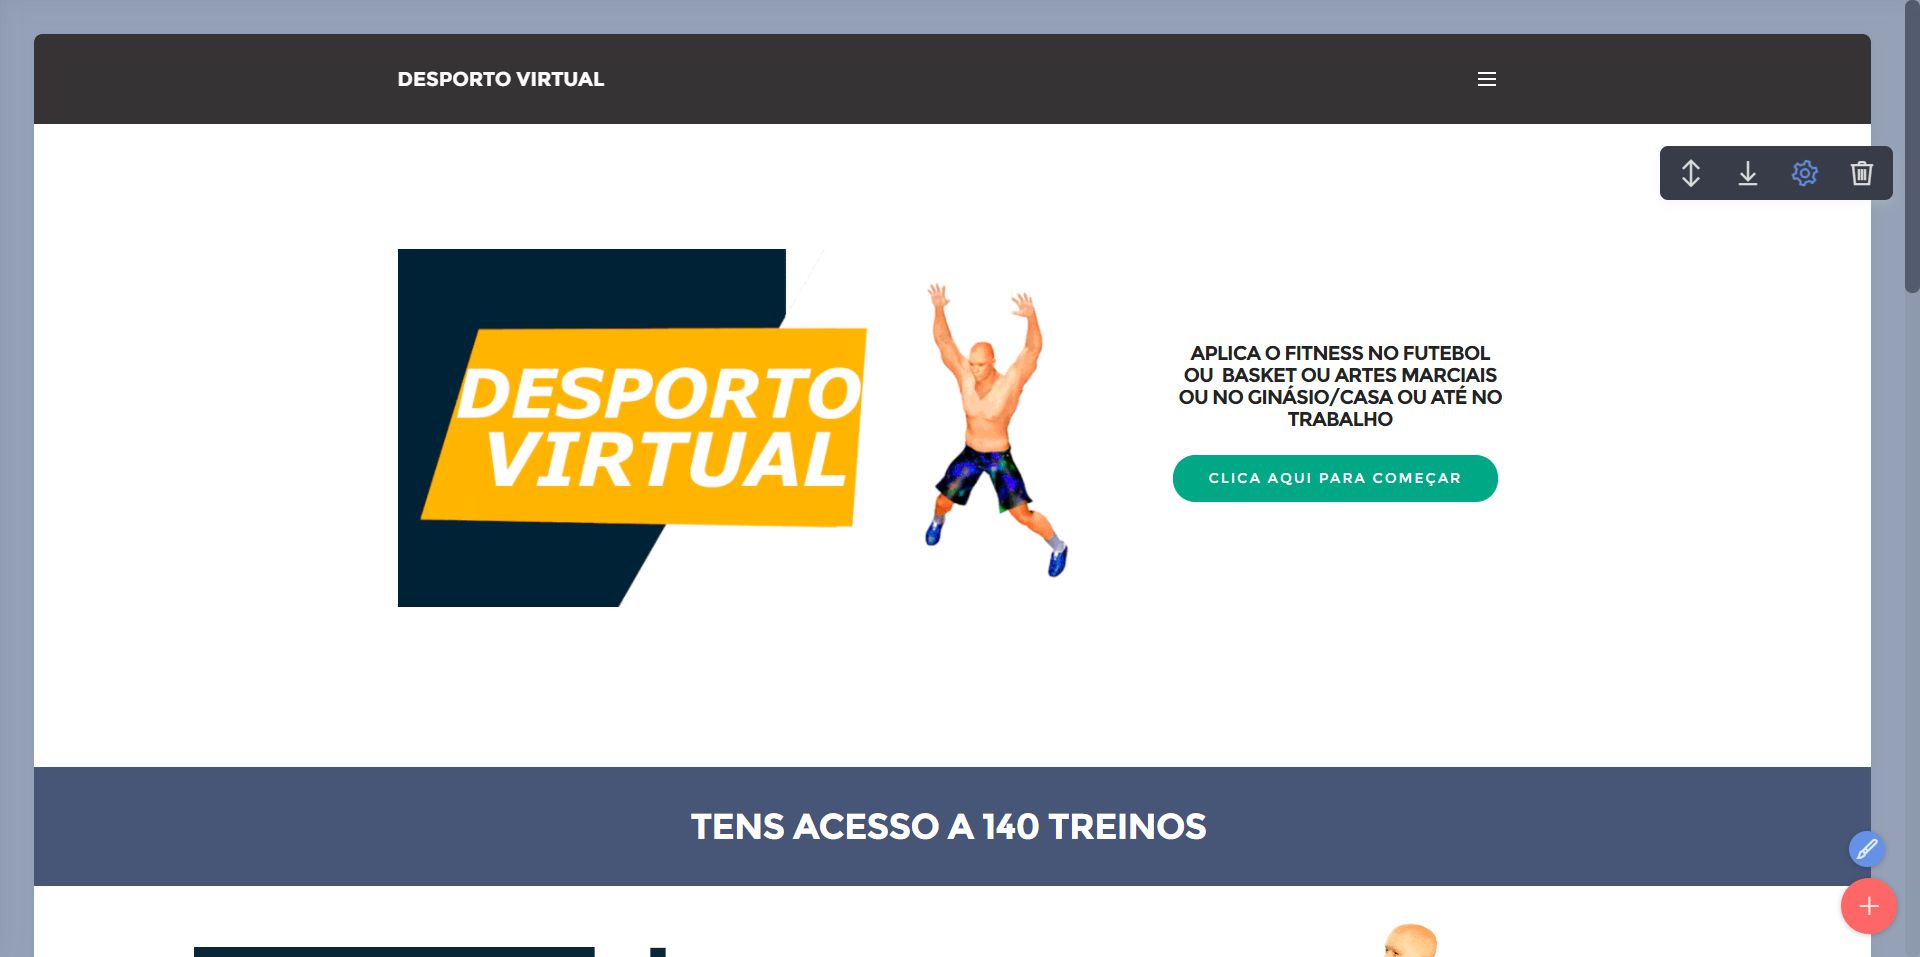 DESPORTO VIRTUAL
DESPORTO
VIRTUAL
APLICA O FITNESS NO FUTEBOL
OU BASKET OU ARTES MARCIAIS
OU NO GINÁSIO/CASA OU ATÉ NO
TRABALHO
CLICA AQUI PARA COMEÇAR
TENS ACESSO A 140 TREINOS